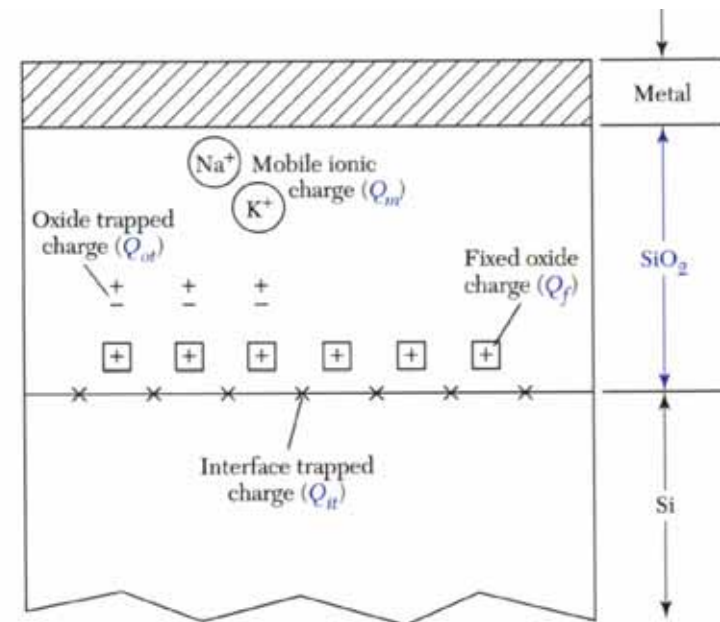 Metal
Na+ Mobile ionic
charge (Qm)
K+
Oxide trapped
charge (Qot)
+ + +
− − −
Fixed oxide
charge (Qf)
SiO2
+ + + + + +
Interface trapped
charge (Qit)
Si